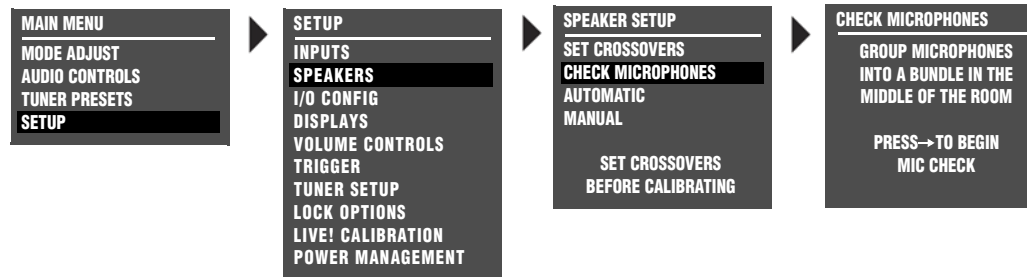 MAIN MENU
MODE ADJUST
AUDIO CONTROLS
TUNER PRESETS
SETUP
SETUP
INPUTS
SPEAKERS
I/O CONFIG
DISPLAYS
VOLUME CONTROLS
TRIGGER
TUNER SETUP
LOCK OPTIONS
LIVE! CALIBRATION
POWER MANAGEMENT
SPEAKER SETUP
SET CROSSOVERS
CHECK MICROPHONES
AUTOMATIC
MANUAL
SET CROSSOVERS
BEFORE CALIBRATING
CHECK MICROPHONES
GROUP MICROPHONES
INTO A BUNDLE IN THE
MIDDLE OF THE ROOM
PRESS→TO BEGIN
MIC CHECK